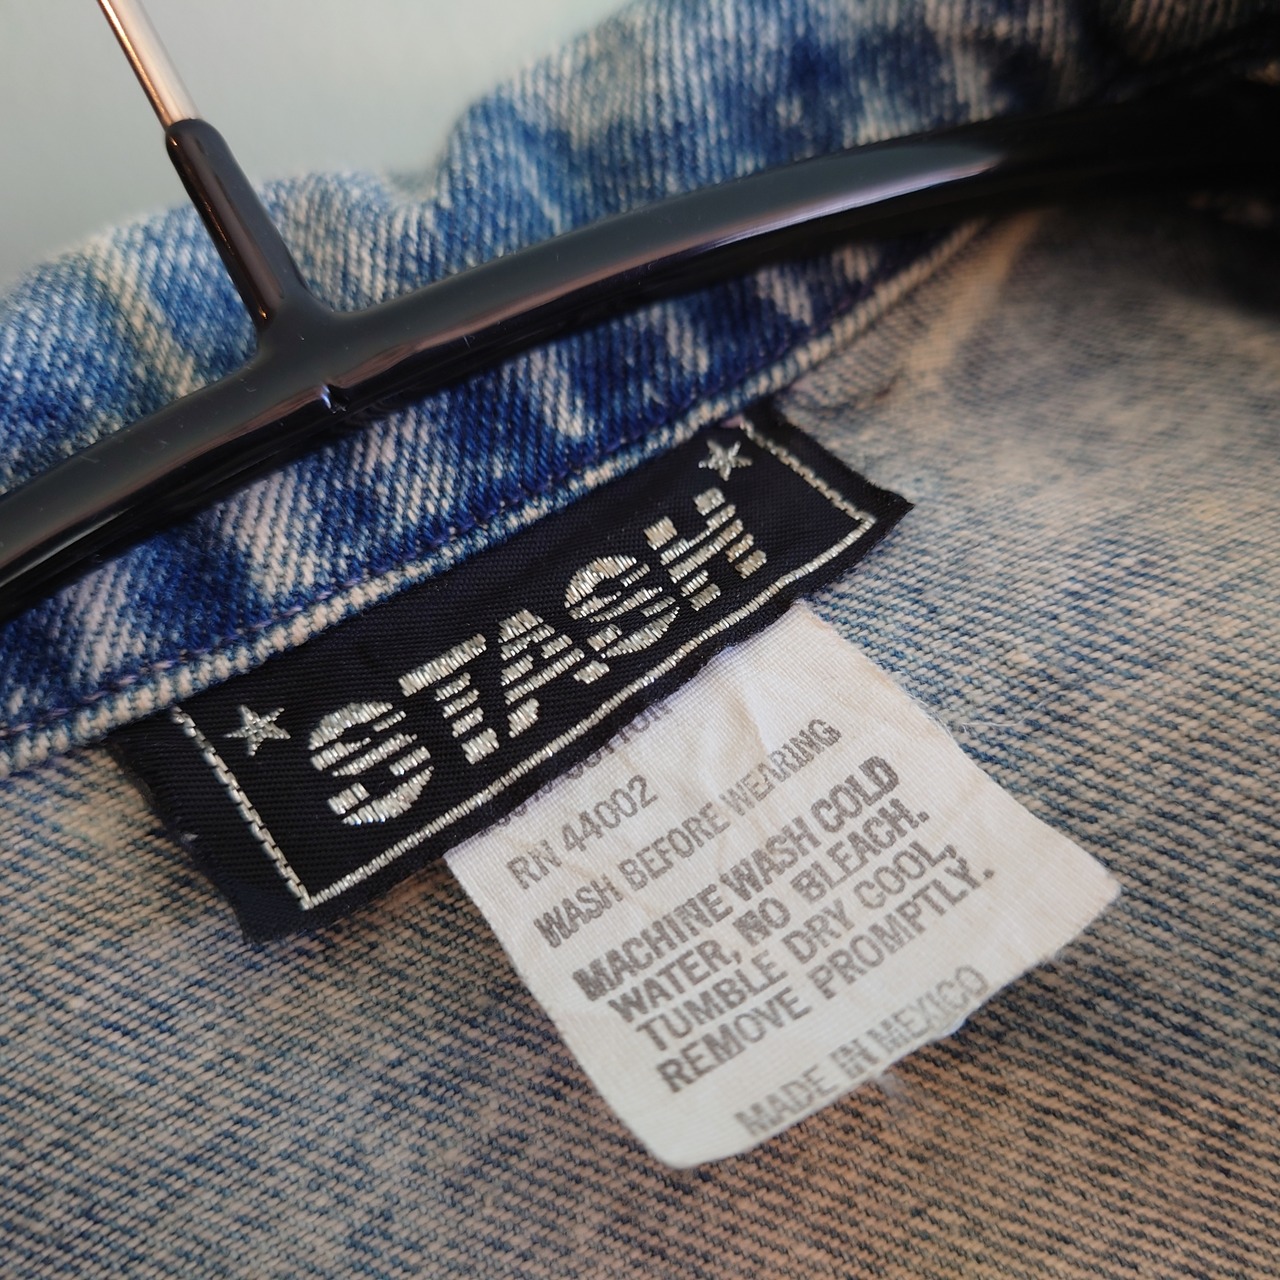 STASH
COTTON
RN 44002
WASH BEFORE WEARING
MACHINE WASH COLD
WATER, NO BLEACH.
TUMBLE DRY COOL,
REMOVE PROMPTLY.
MADE IN MEXICO